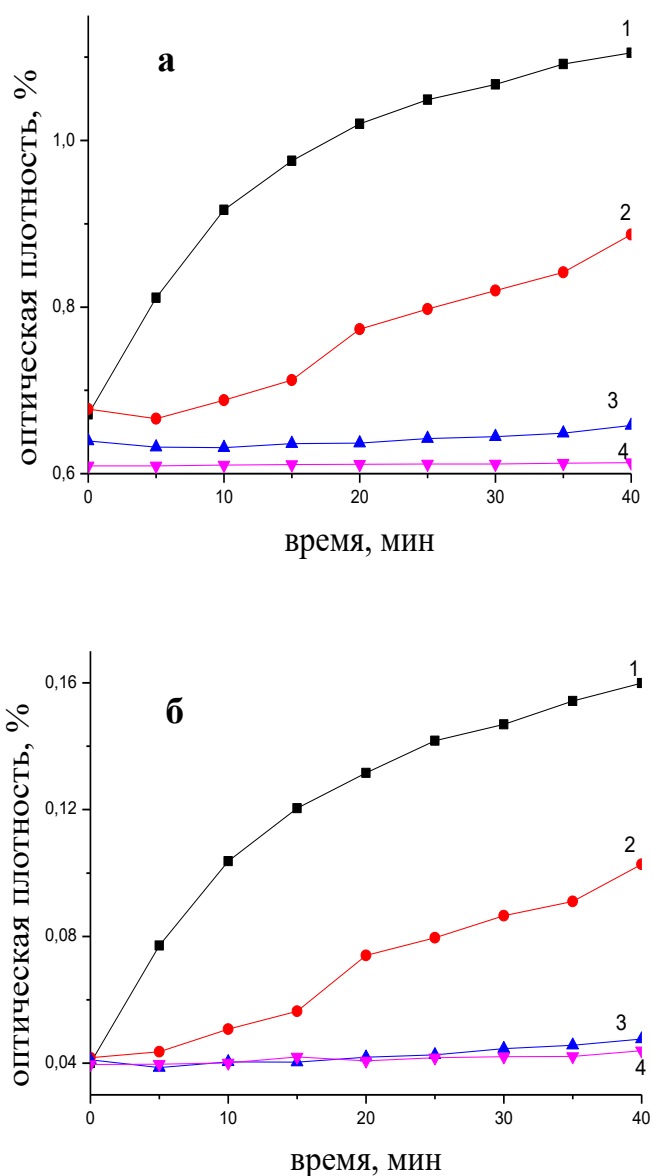 а
1
1,0
2
0,8
3
4
0,6
0 10 20 30 40
оптическая плотность, %
время, мин
0,16
б
1
0,12
2
0,08
3
0,04
4
0 10 20 30 40
оптическая плотность, %
время, мин